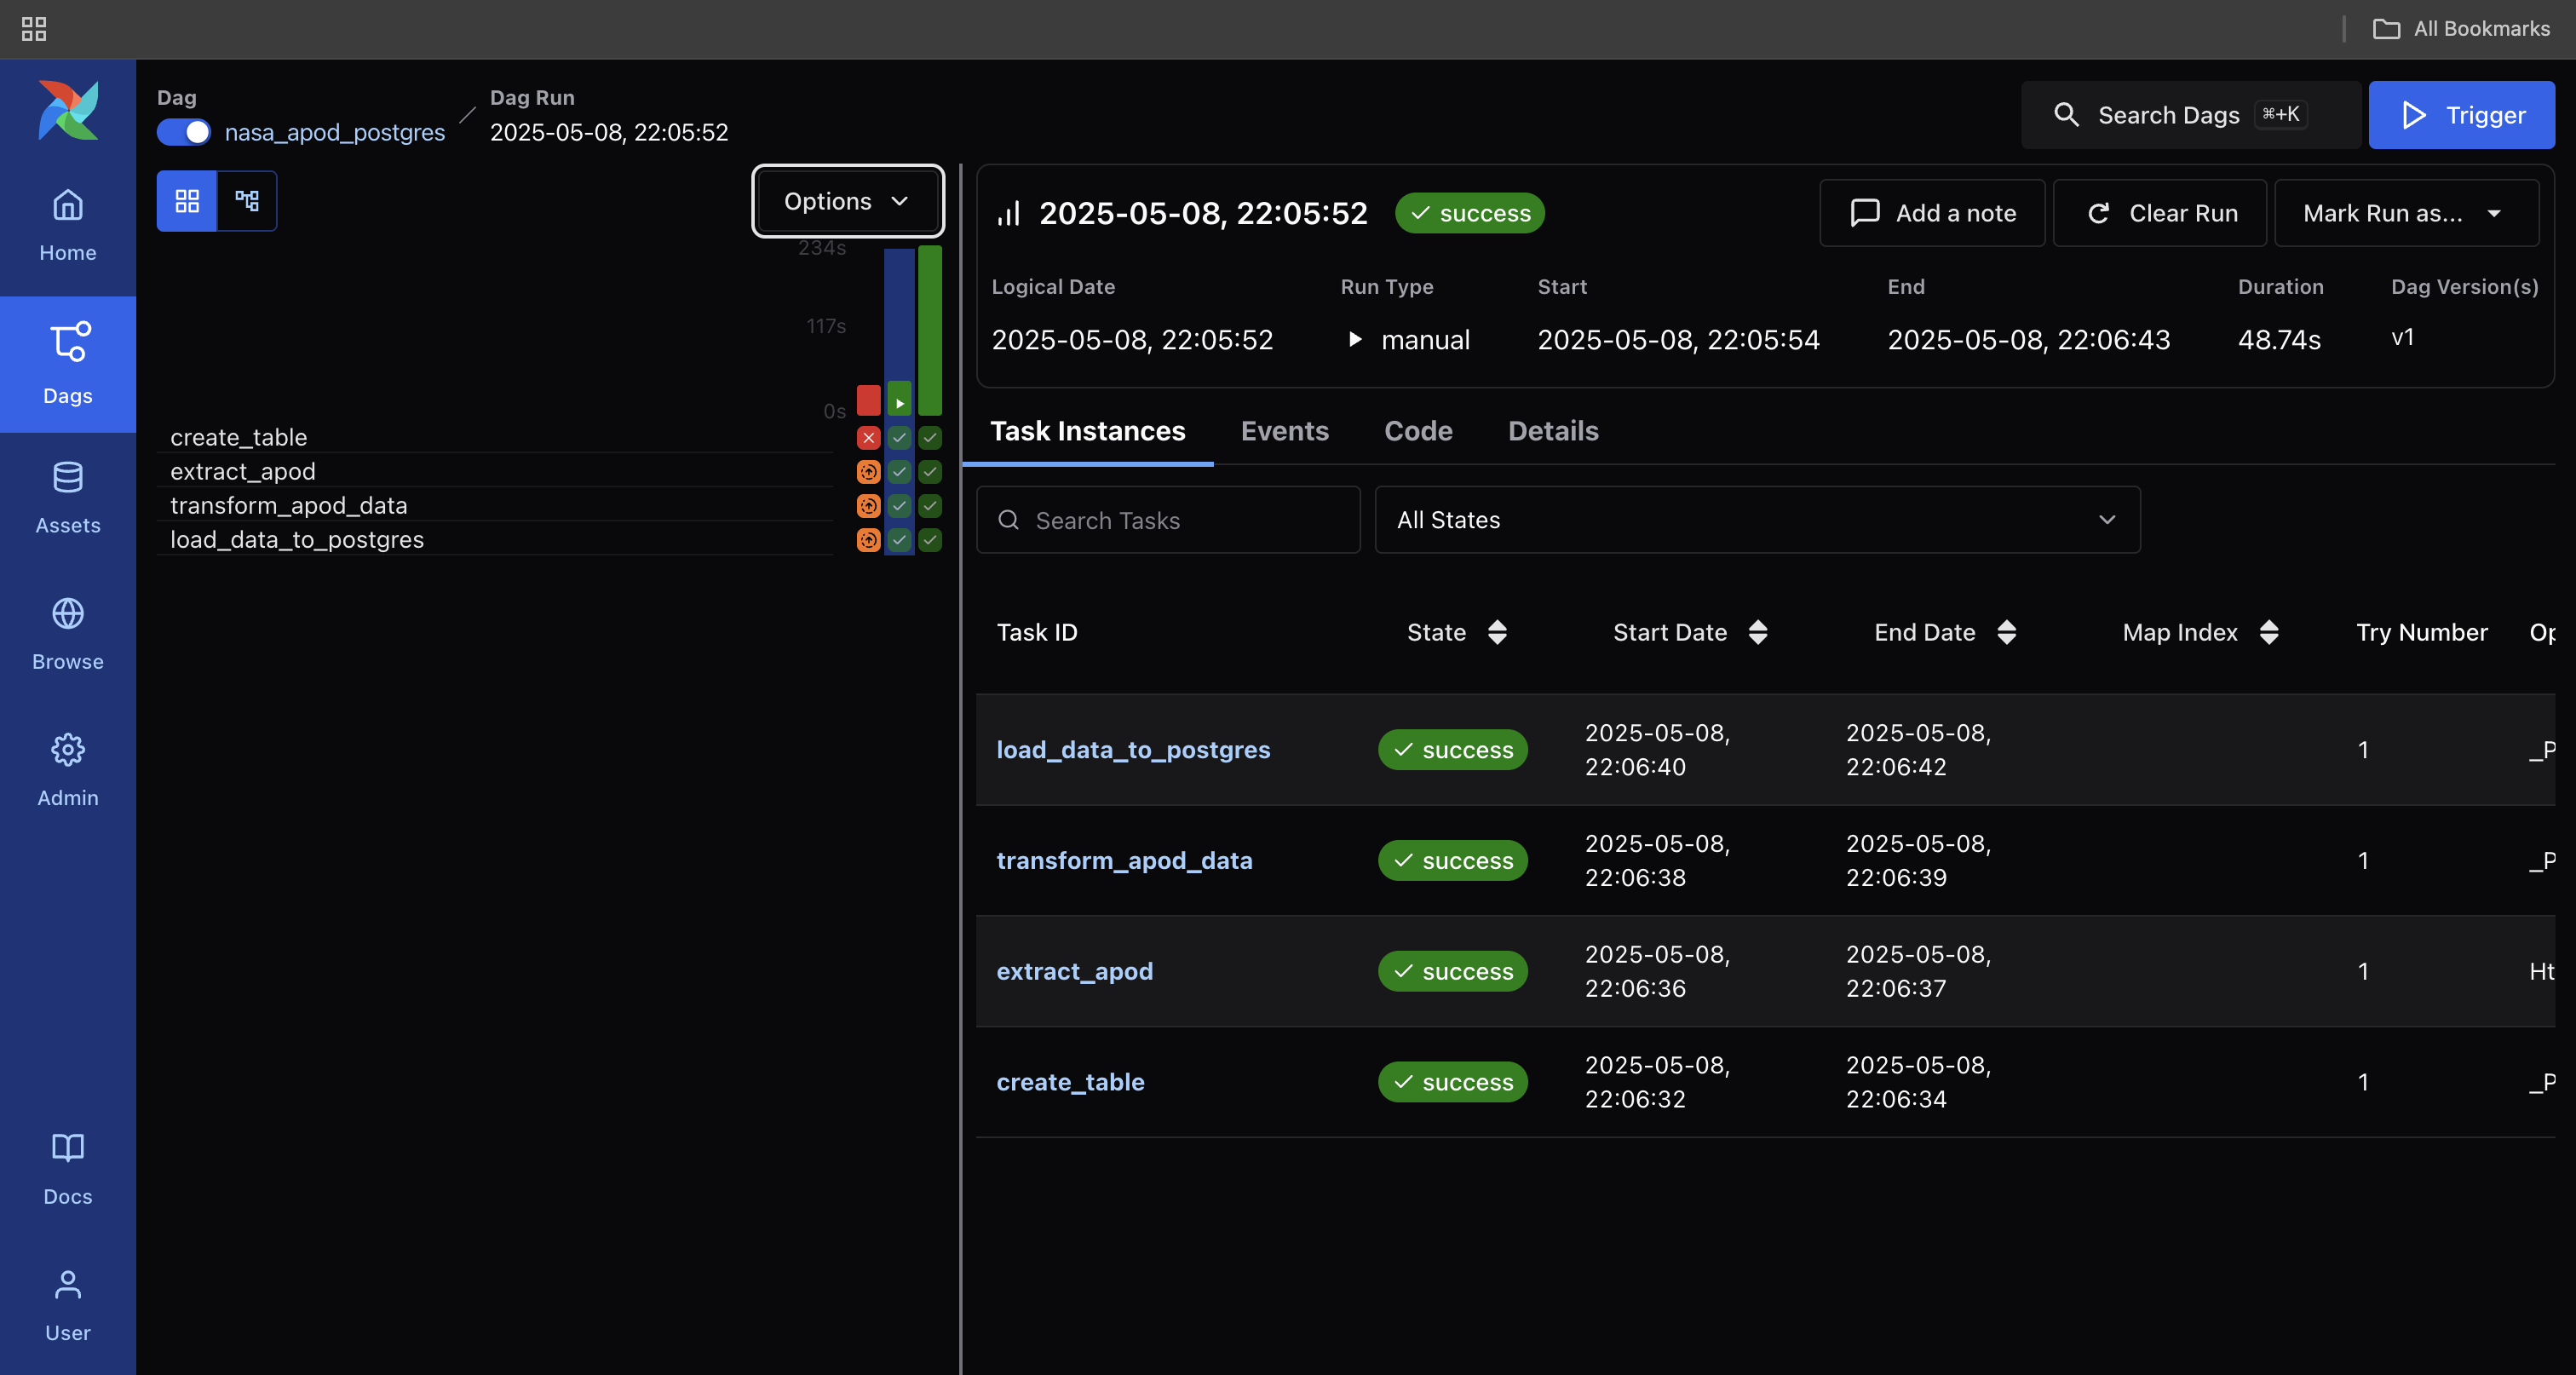 All Bookmarks
Dag
nasa_apod_postgres
Dag Run
2025-05-08, 22:05:52
Search Dags ⌘+K
Trigger
Home
Dags
Assets
Browse
Admin
Docs
User
Options
234s
117s
0s
create_table
extract_apod
transform_apod_data
load_data_to_postgres
2025-05-08, 22:05:52 success
Add a note
Clear Run
Mark Run as...
Logical Date Run Type Start End Duration Dag Version(s)
2025-05-08, 22:05:52 manual 2025-05-08, 22:05:54 2025-05-08, 22:06:43 48.74s v1
Task Instances Events Code Details
Search Tasks
All States
Task ID State Start Date End Date Map Index Try Number Op
load_data_to_postgres success 2025-05-08, 2025-05-08, 1 _P
22:06:40 22:06:42
transform_apod_data success 2025-05-08, 2025-05-08, 1 _P
22:06:38 22:06:39
extract_apod success 2025-05-08, 2025-05-08, 1 Ht
22:06:36 22:06:37
create_table success 2025-05-08, 2025-05-08, 1 _P
22:06:32 22:06:34